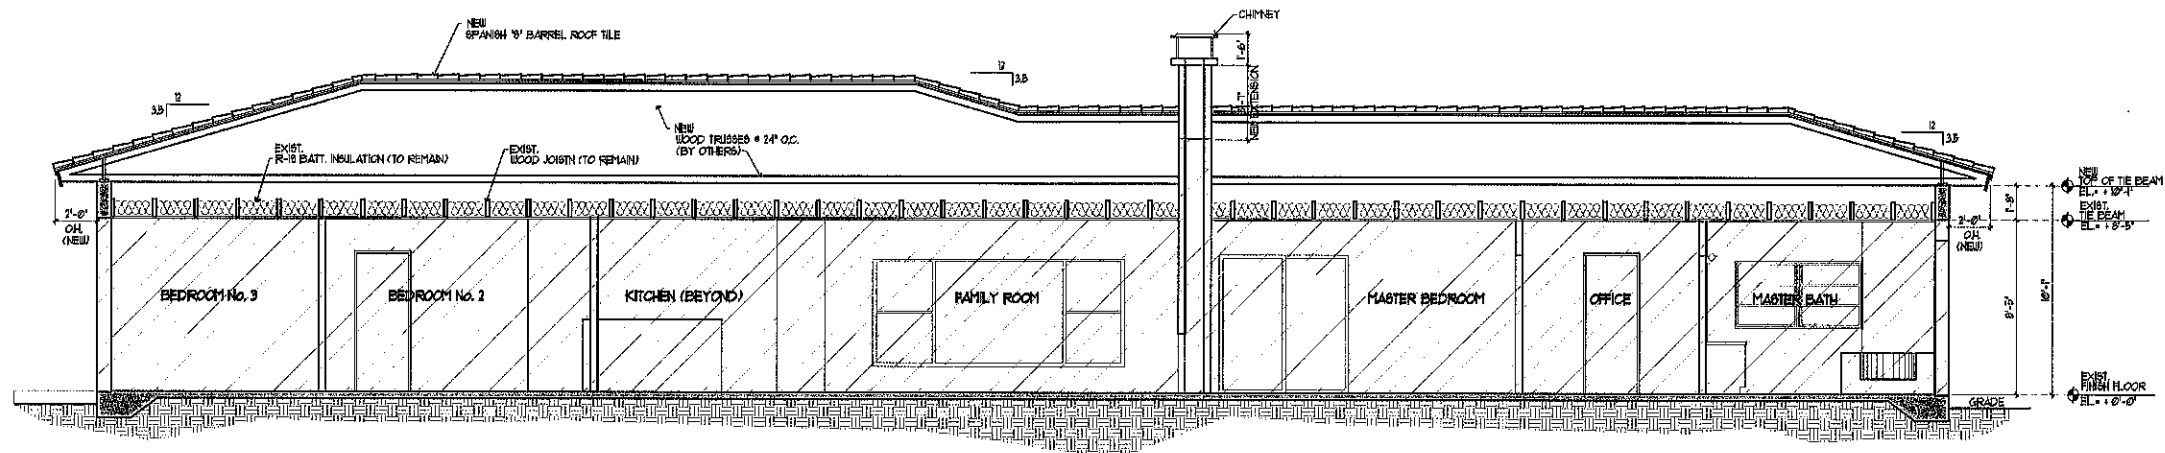 CHIMNEY
NEW
SPANISH 'S' BARREL ROOF TILE
1'-6"
12
3.5
12
3.5
NEW EXTENSION
NEW
WOOD TRUSSES @ 24" O.C.
(BY OTHERS)
12
3.5
EXIST.
R-18 BATT. INSULATION (TO REMAIN)
EXIST.
WOOD JOISTN (TO REMAIN)
NEW
TOP OF TIE BEAM
EL.= +10'-1"
EXIST.
TIE BEAM
EL.= +8'-5"
1'-8"
2'-0"
O.H.
(NEW)
2'-0"
O.H.
(NEW)
BEDROOM No. 3
BEDROOM No. 2
KITCHEN (BEYOND)
FAMILY ROOM
MASTER BEDROOM
OFFICE
MASTER BATH
8'-5"
10'-1"
EXIST.
FINISH FLOOR
EL.= +0'-0"
GRADE